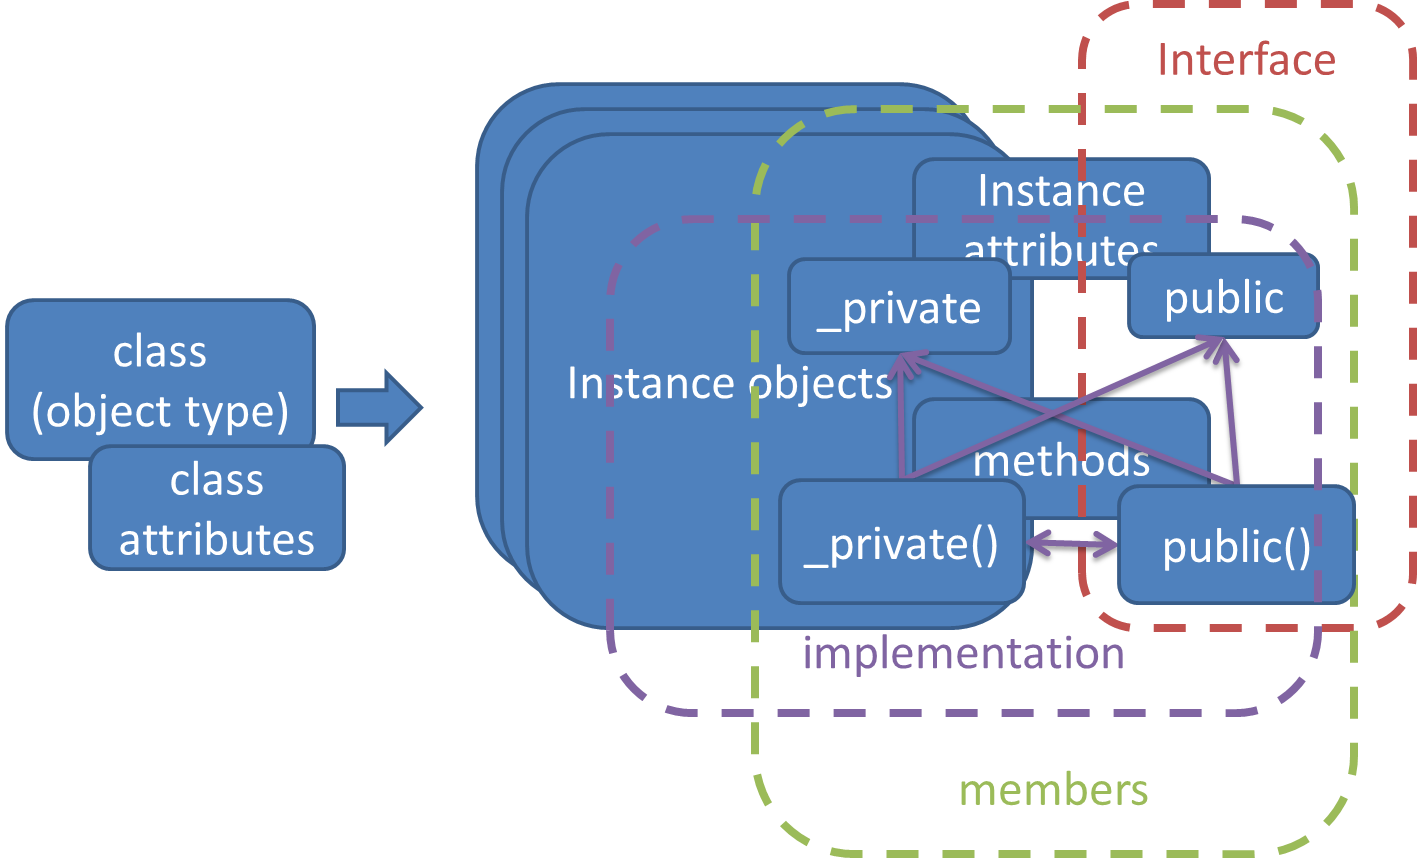 Interface
Instance
attributes
_private
public
class
(object type)
Instance objects
methods
class
attributes
_private()
public()
implementation
members